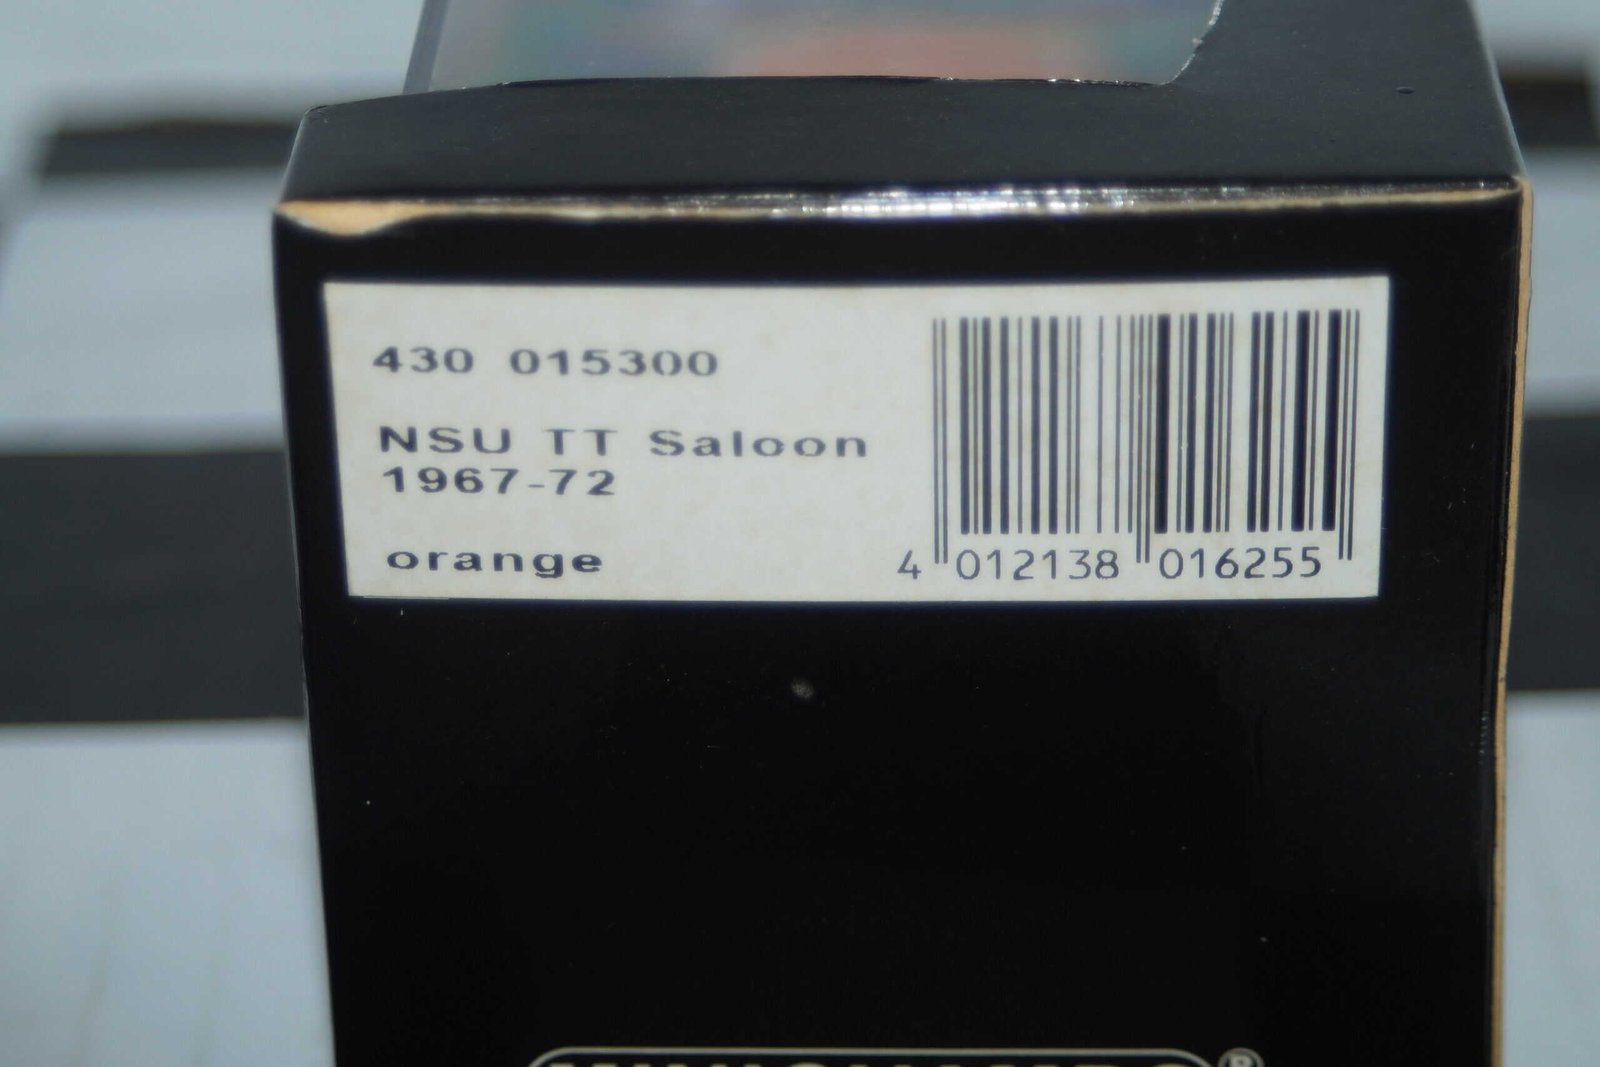 430 015300
NSU TT Saloon
1967-72
orange
4 012138 016255